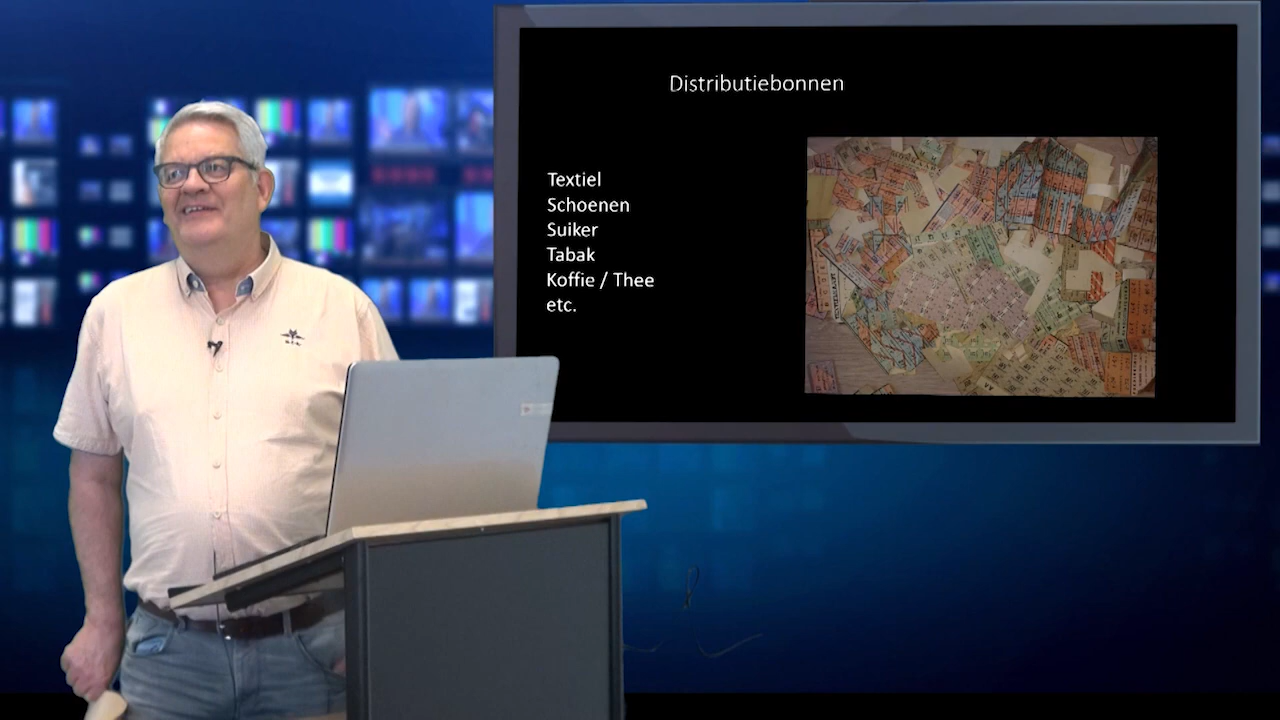 Distributiebonnen
Textiel
Schoenen
Suiker
Tabak
Koffie / Thee
etc.